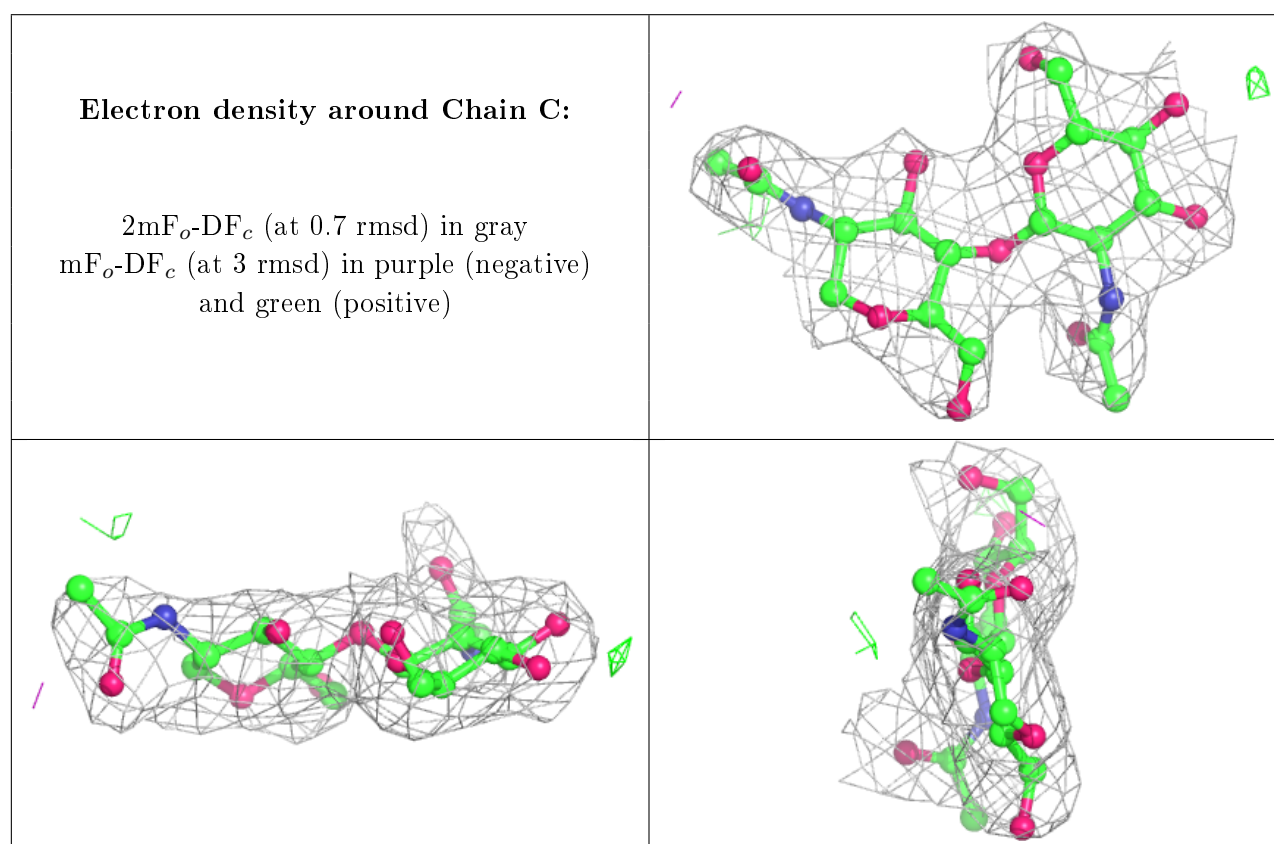 Electron density around Chain C:
2mFo-DFc (at 0.7 rmsd) in gray
mFo-DFc (at 3 rmsd) in purple (negative)
and green (positive)